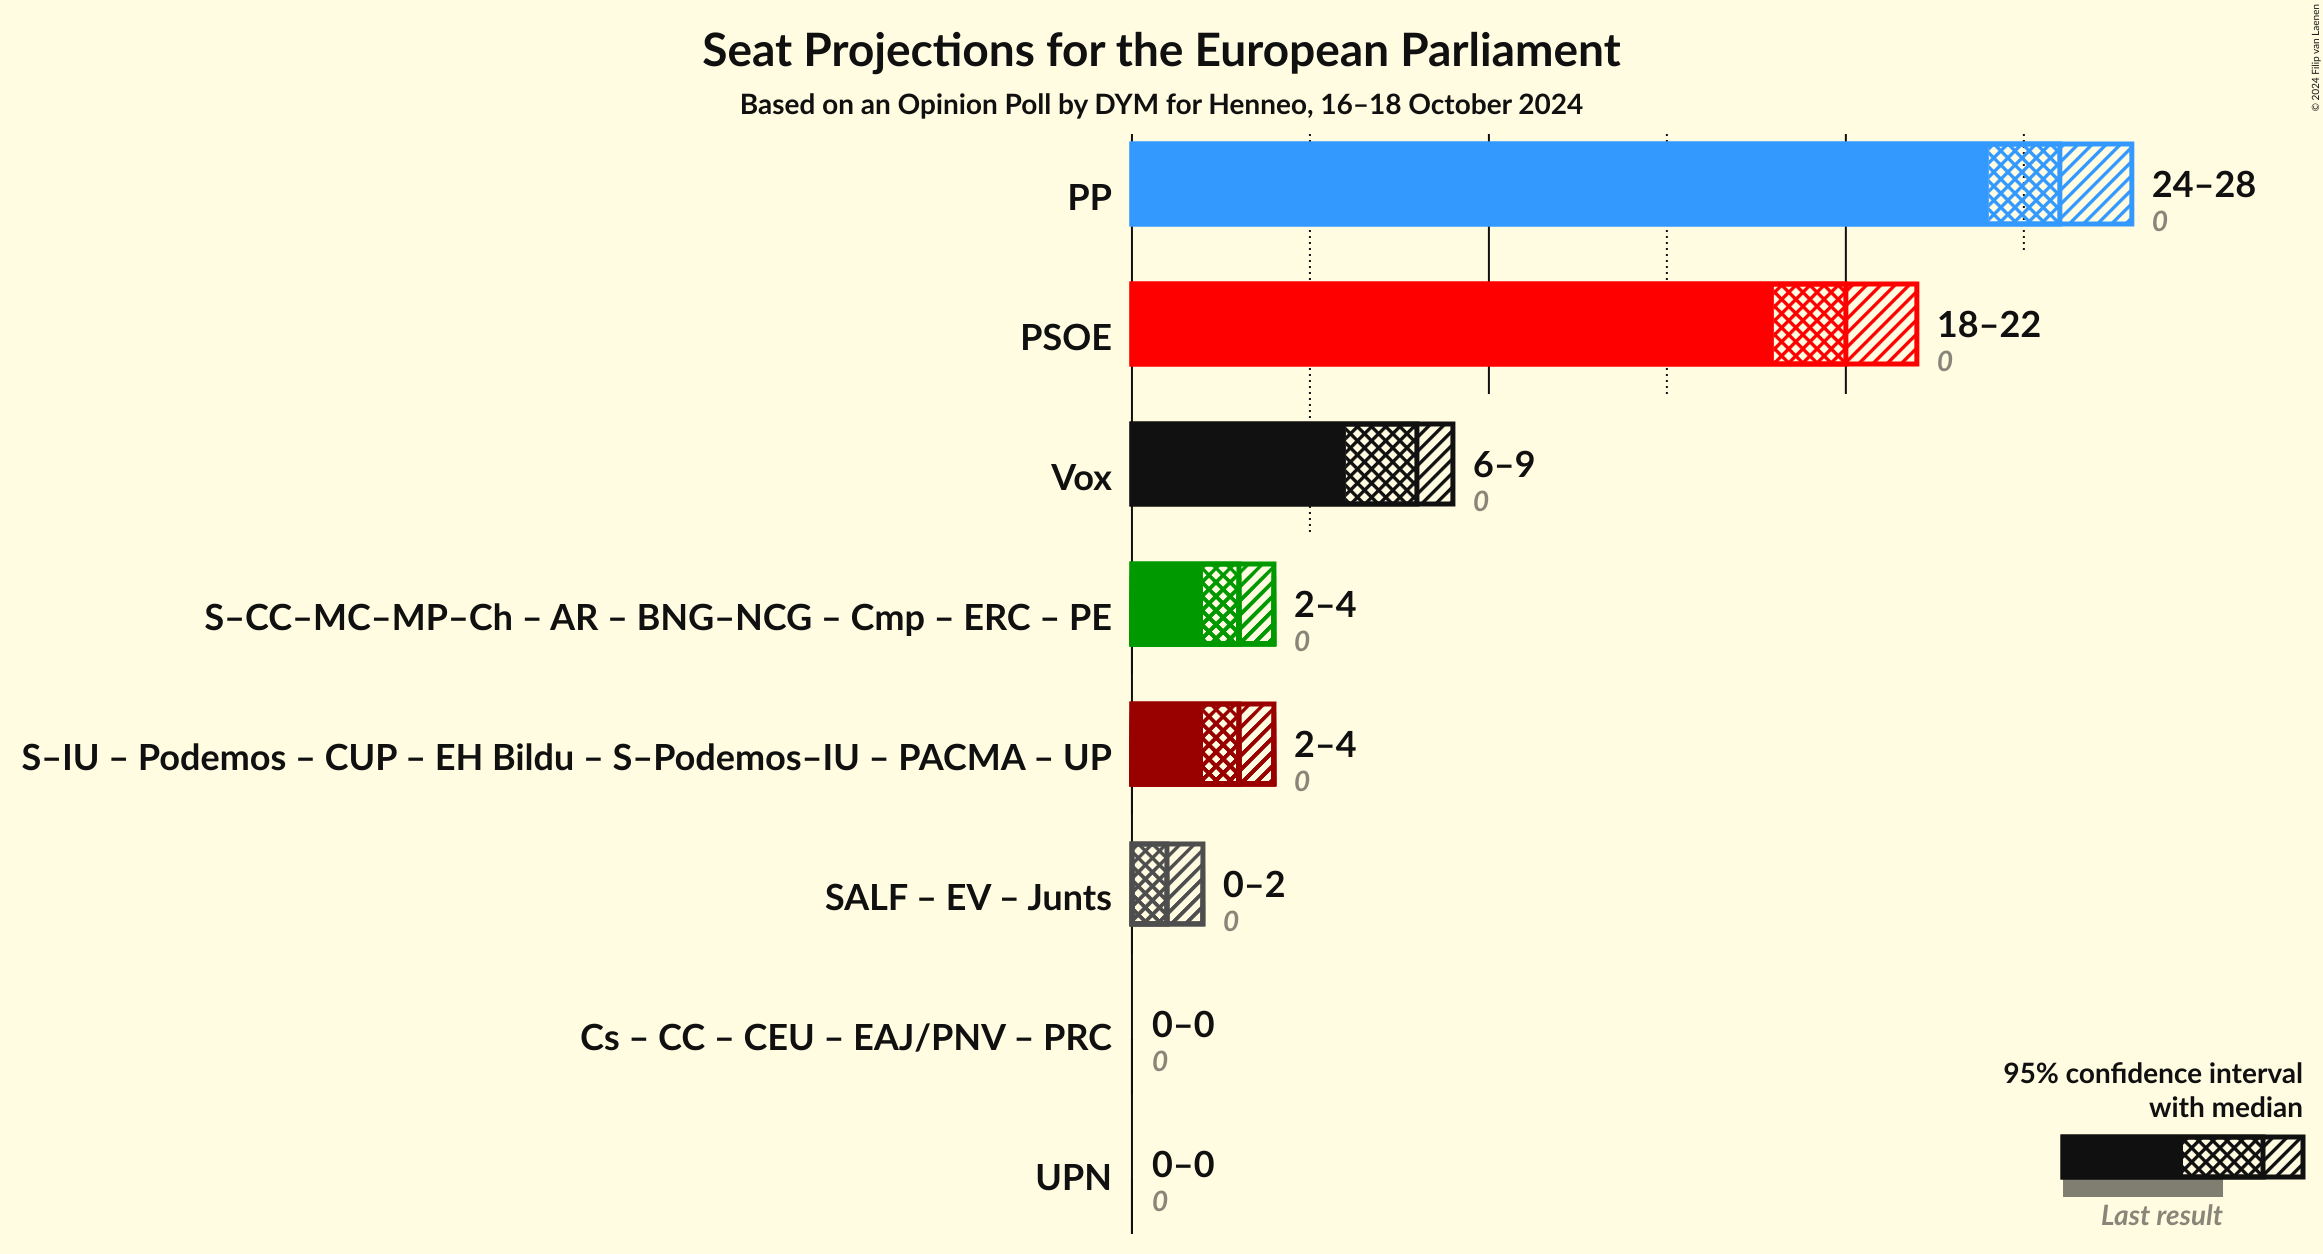 Seat Projections for the European Parliament
Based on an Opinion Poll by DYM for Henneo, 16–18 October 2024
© 2024 Filip van Laenen
PP
24–28
0
PSOE
18–22
0
Vox
6–9
0
S–CC–MC–MP–Ch – AR – BNG–NCG – Cmp – ERC – PE
2–4
0
S–IU – Podemos – CUP – EH Bildu – S–Podemos–IU – PACMA – UP
2–4
0
SALF – EV – Junts
0–2
0
Cs – CC – CEU – EAJ/PNV – PRC
0–0
0
UPN
0–0
0
95% confidence interval
with median
Last result